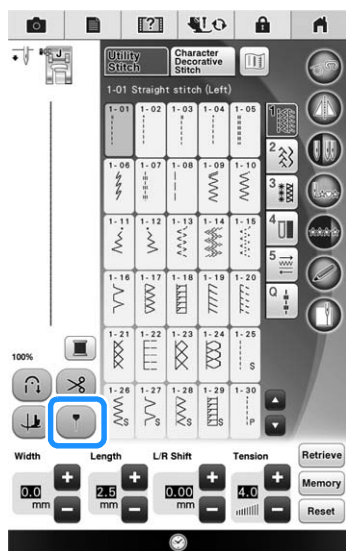 J
Utility
Stitch
Character
Decorative
Stitch
1-01 Straight stitch (Left)
1-01 1-02 1-03 1-04 1-05
1
1-06 1-07 1-08 1-09 1-10
2
3
1-11 1-12 1-13 1-14 1-15
4
5
1-16 1-17 1-18 1-19 1-20
Q
1-21 1-22 1-23 1-24 1-25
S
100%
1-26 1-27 1-28 1-29 1-30
S S S S P
Width Length L/R Shift Tension Retrieve
0.0 mm + - 2.5 mm + - 0.00 mm + - 4.0 + - Memory
Reset